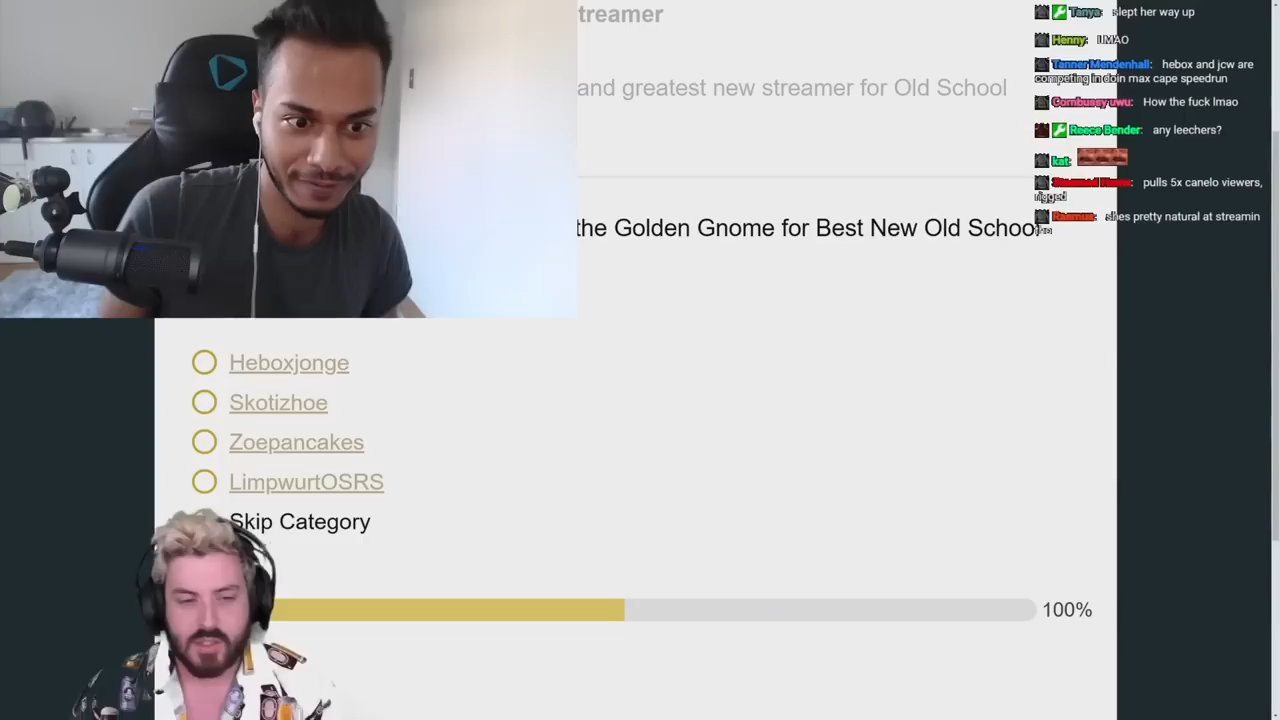 treamer
and greatest new streamer for Old School
the Golden Gnome for Best New Old School
Heboxjonge
Skotizhoe
Zoepancakes
LimpwurtOSRS
Skip Category
100%
Tanya: slept her way up
Henny: LMAO
Tanner Mendenhall: hebox and jcw are
competing in doin max cape speedrun
Combussy uwu: How the fuck lmao
Reece Bender: any leechers?
kat:
pulls 5x canelo viewers,
rigged
Rasmus: shes pretty natural at streamin
tho